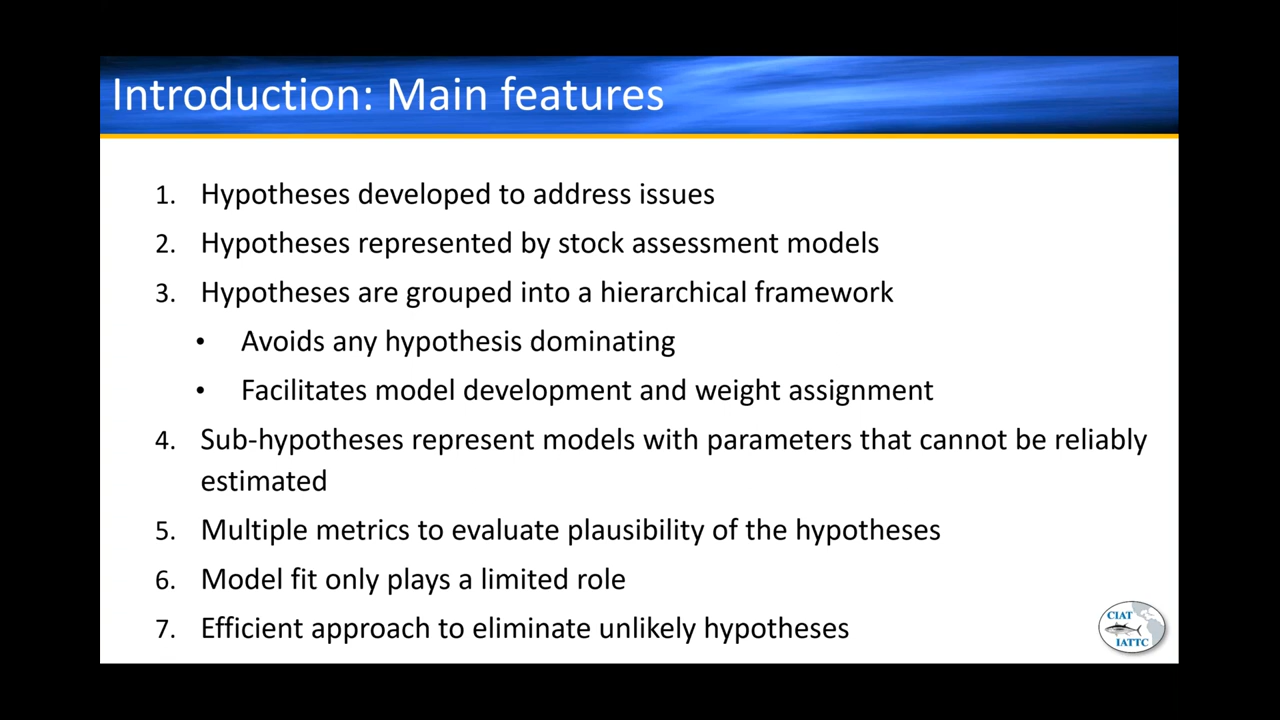 Introduction: Main features
1. Hypotheses developed to address issues
2. Hypotheses represented by stock assessment models
3. Hypotheses are grouped into a hierarchical framework
• Avoids any hypothesis dominating
• Facilitates model development and weight assignment
4. Sub-hypotheses represent models with parameters that cannot be reliably
estimated
5. Multiple metrics to evaluate plausibility of the hypotheses
6. Model fit only plays a limited role
7. Efficient approach to eliminate unlikely hypotheses
CIAT
IATTC